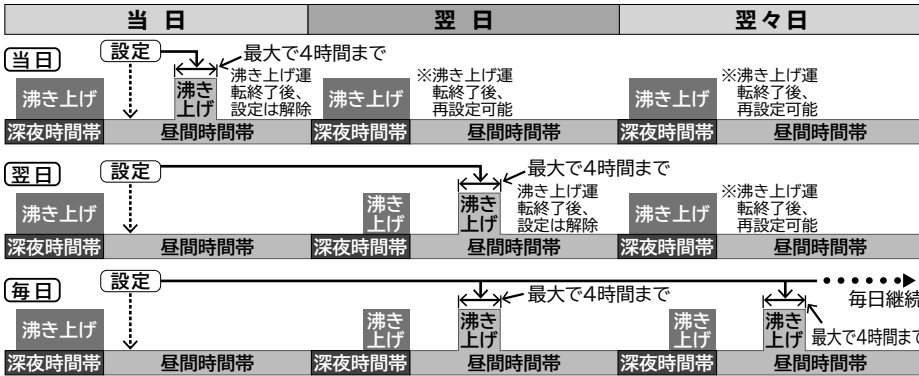 当 日
翌 日
翌々日
当日
設定
最大で4時間まで
沸き上げ
沸き
上げ
沸き上げ運
転終了後、
設定は解除
沸き上げ
※沸き上げ運
転終了後、
再設定可能
沸き上げ
※沸き上げ運
転終了後、
再設定可能
深夜時間帯
昼間時間帯
深夜時間帯
昼間時間帯
深夜時間帯
昼間時間帯
翌日
設定
最大で4時間まで
沸き上げ
沸き
上げ
沸き
上げ
沸き上げ運
転終了後、
設定は解除
沸き上げ
※沸き上げ運
転終了後、
再設定可能
深夜時間帯
昼間時間帯
深夜時間帯
昼間時間帯
深夜時間帯
昼間時間帯
毎日
設定
毎日継続
最大で4時間まで
沸き上げ
沸き
上げ
沸き
上げ
沸き
上げ
沸き
上げ
最大で4時間まで
深夜時間帯
昼間時間帯
深夜時間帯
昼間時間帯
深夜時間帯
昼間時間帯